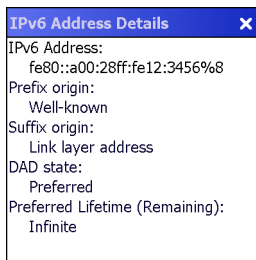 IPv6 Address Details
IPv6 Address:
fe80::a00:28ff:fe12:3456%8
Prefix origin:
Well-known
Suffix origin:
Link layer address
DAD state:
Preferred
Preferred Lifetime (Remaining):
Infinite